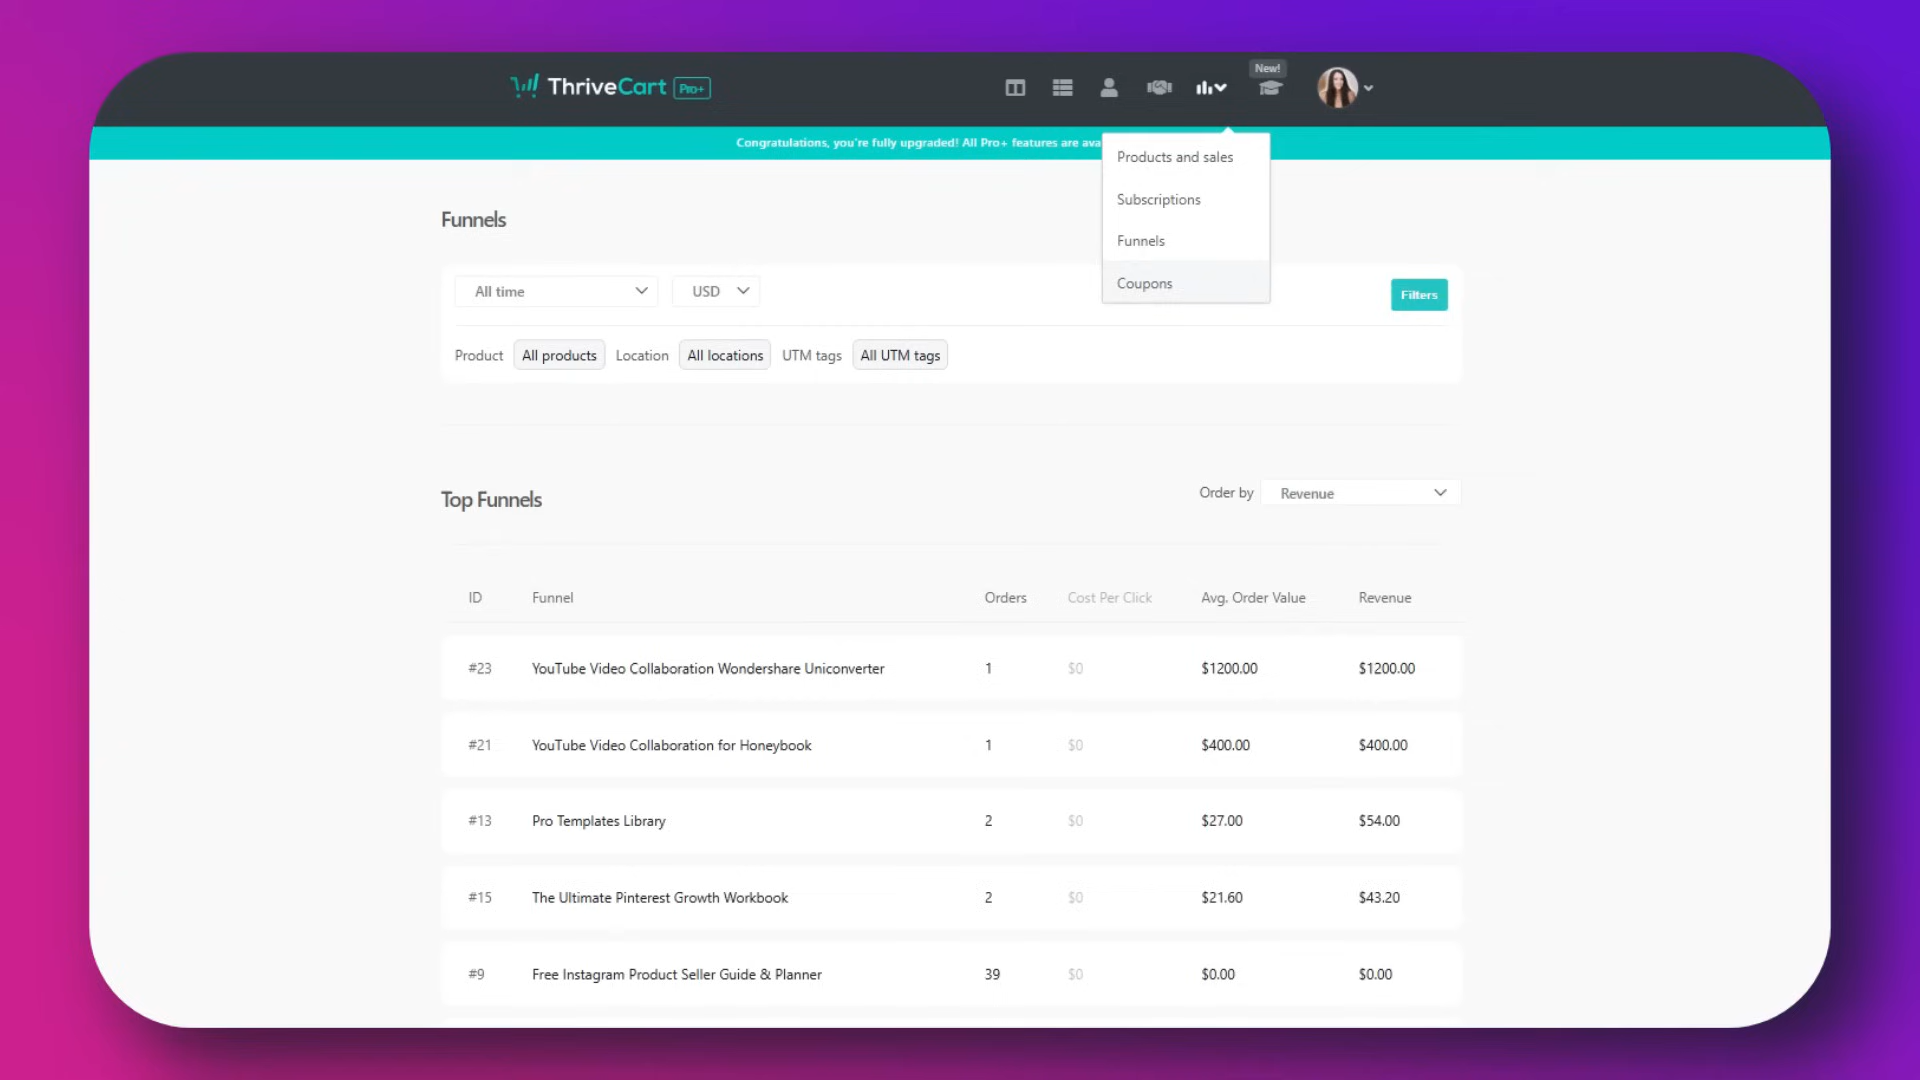 ThriveCart Pro+
New!
Congratulations, you're fully upgraded! All Pro+ features are
Products and sales
Subscriptions
Funnels
Coupons
Funnels
All time
USD
Filters
Product All products Location All locations UTM tags All UTM tags
Top Funnels
Order by Revenue
ID Funnel Orders Cost Per Click Avg. Order Value Revenue
#23 YouTube Video Collaboration Wondershare Uniconverter 1 $0 $1200.00 $1200.00
#21 YouTube Video Collaboration for Honeybook 1 $0 $400.00 $400.00
#13 Pro Templates Library 2 $0 $27.00 $54.00
#15 The Ultimate Pinterest Growth Workbook 2 $0 $21.60 $43.20
#9 Free Instagram Product Seller Guide & Planner 39 $0 $0.00 $0.00